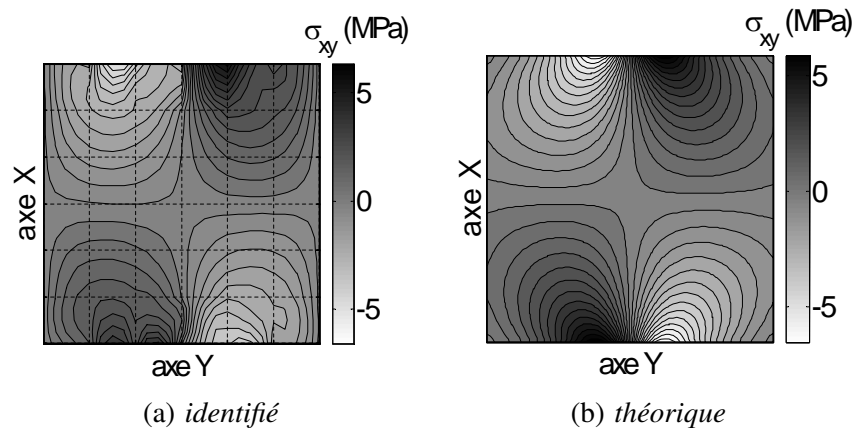 σxy (MPa)
5
0
-5
axe X
axe Y
(a) identifié
σxy (MPa)
5
0
-5
axe X
axe Y
(b) théorique